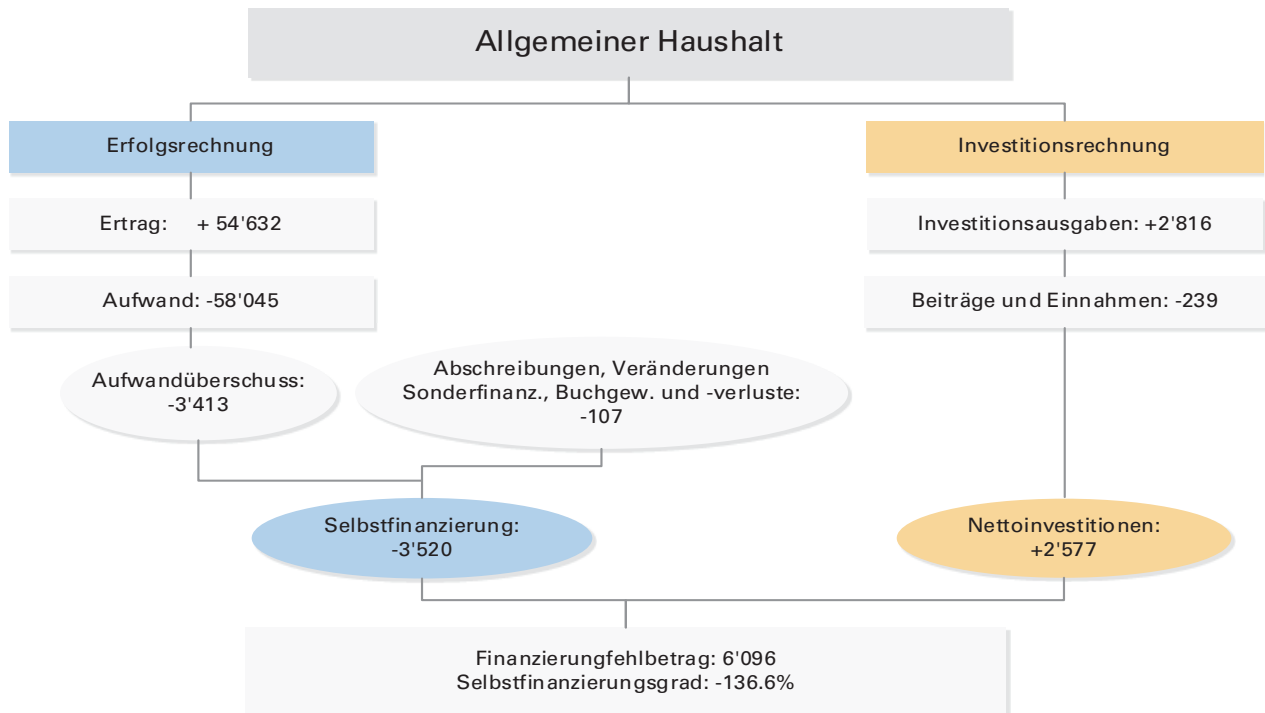 Allgemeiner Haushalt
Erfolgsrechnung
Ertrag: + 54'632
Aufwand: -58'045
Aufwandüberschuss:
-3'413
Abschreibungen, Veränderungen
Sonderfinanz., Buchgew. und -verluste:
-107
Selbstfinanzierung:
-3'520
Investitionsrechnung
Investitionsausgaben: +2'816
Beiträge und Einnahmen: -239
Nettoinvestitionen:
+2'577
Finanzierungfehlbetrag: 6'096
Selbstfinanzierungsgrad: -136.6%